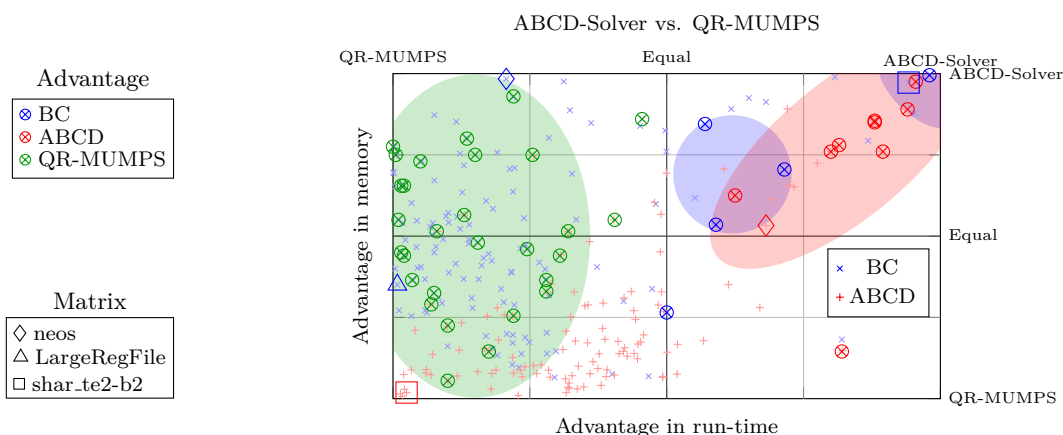 ABCD-Solver vs. QR-MUMPS
QR-MUMPS
Equal
ABCD-Solver
ABCD-Solver
Advantage
BC
ABCD
QR-MUMPS
Advantage in memory
Equal
BC
ABCD
Matrix
neos
LargeRegFile
shar_te2-b2
QR-MUMPS
Advantage in run-time